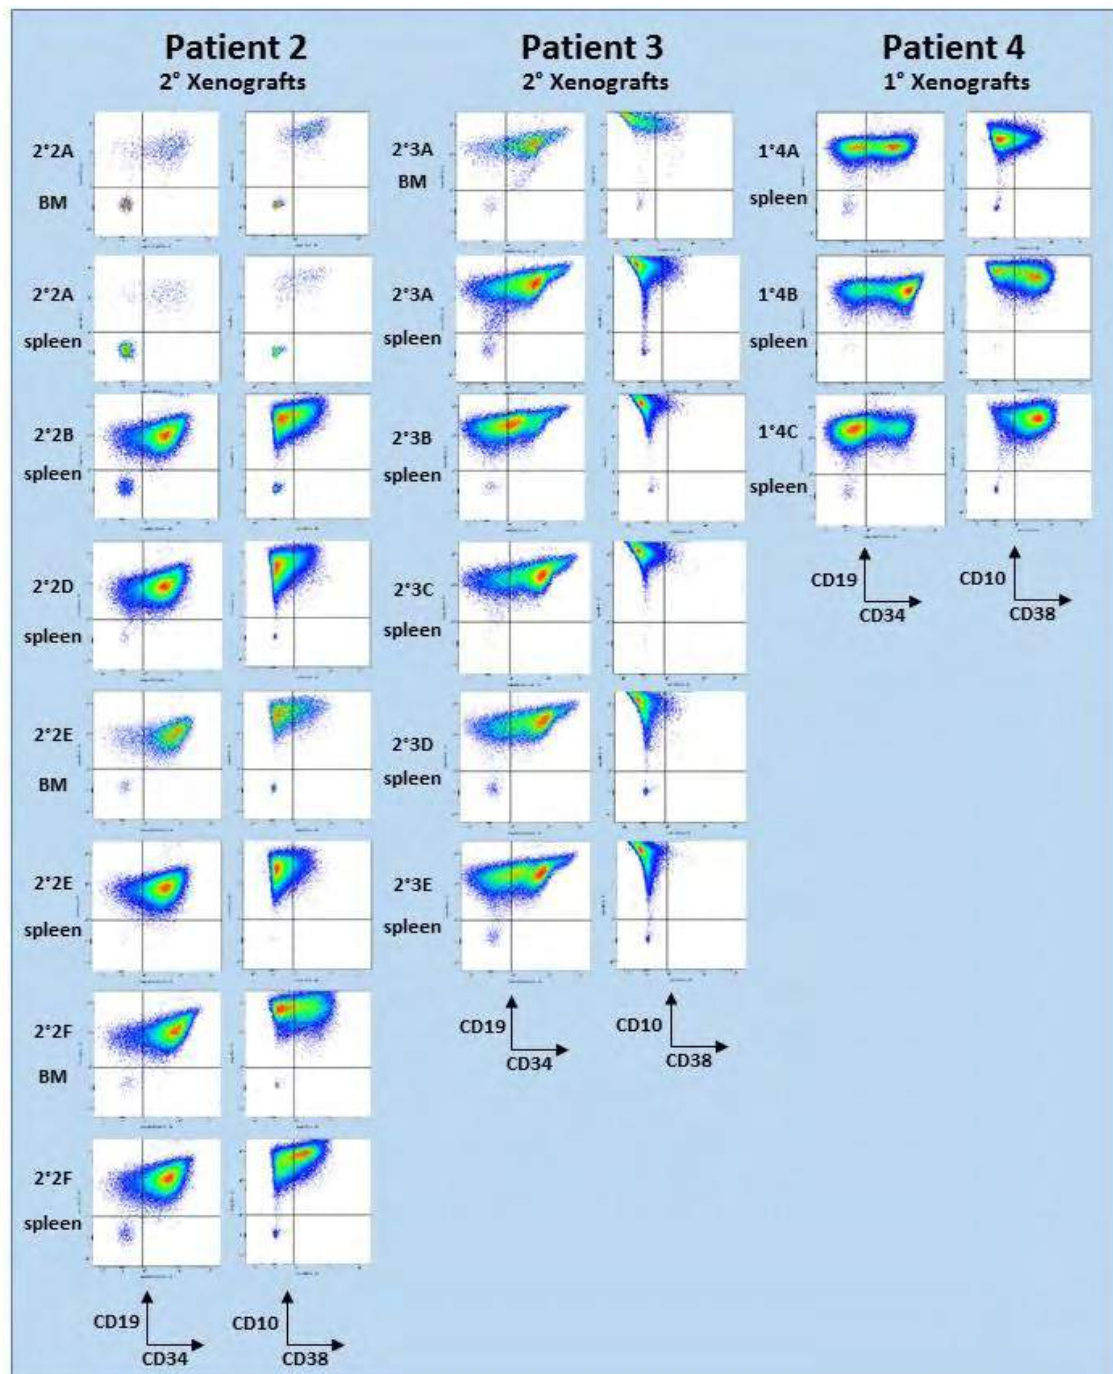 Patient 2
2° Xenografts
Patient 3
2° Xenografts
Patient 4
1° Xenografts
2°2A
BM
2°2A
spleen
2°2B
spleen
2°2D
spleen
2°2E
BM
2°2E
spleen
2°2F
BM
2°2F
spleen
CD19
CD34
CD10
CD38
2°3A
BM
2°3A
spleen
2°3B
spleen
2°3C
spleen
2°3D
spleen
2°3E
spleen
CD19
CD34
CD10
CD38
1°4A
spleen
1°4B
spleen
1°4C
spleen
CD19
CD34
CD10
CD38